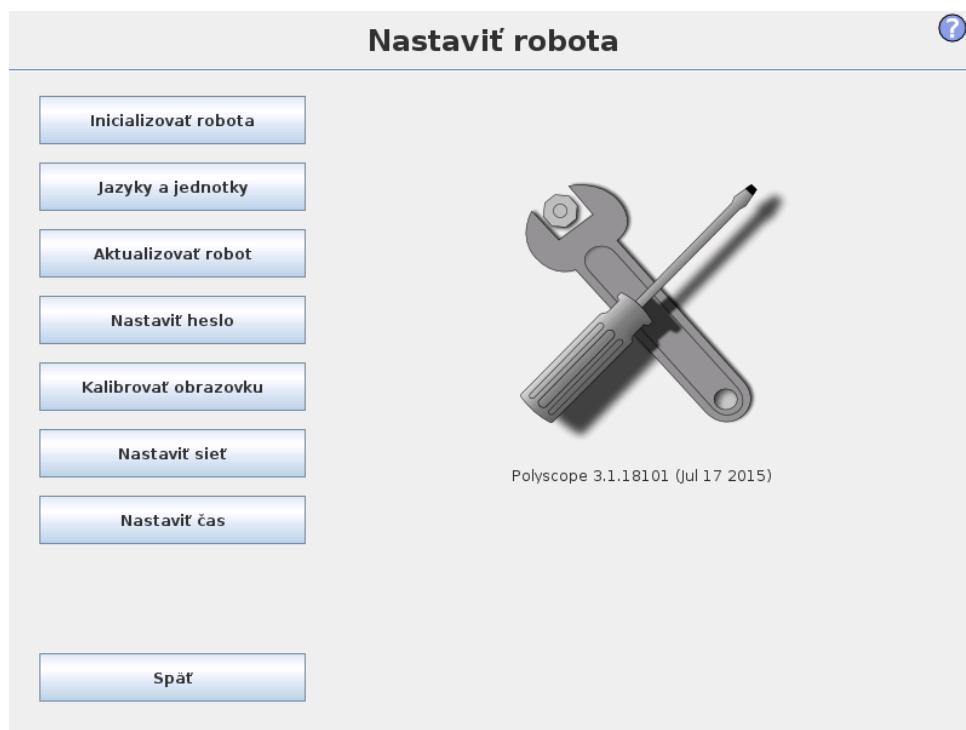 Nastaviť robota
?
Inicializovať robota
Jazyky a jednotky
Aktualizovať robot
Nastaviť heslo
Kalibrovať obrazovku
Nastaviť sieť
Polyscope 3.1.18101 (Jul 17 2015)
Nastaviť čas
Späť